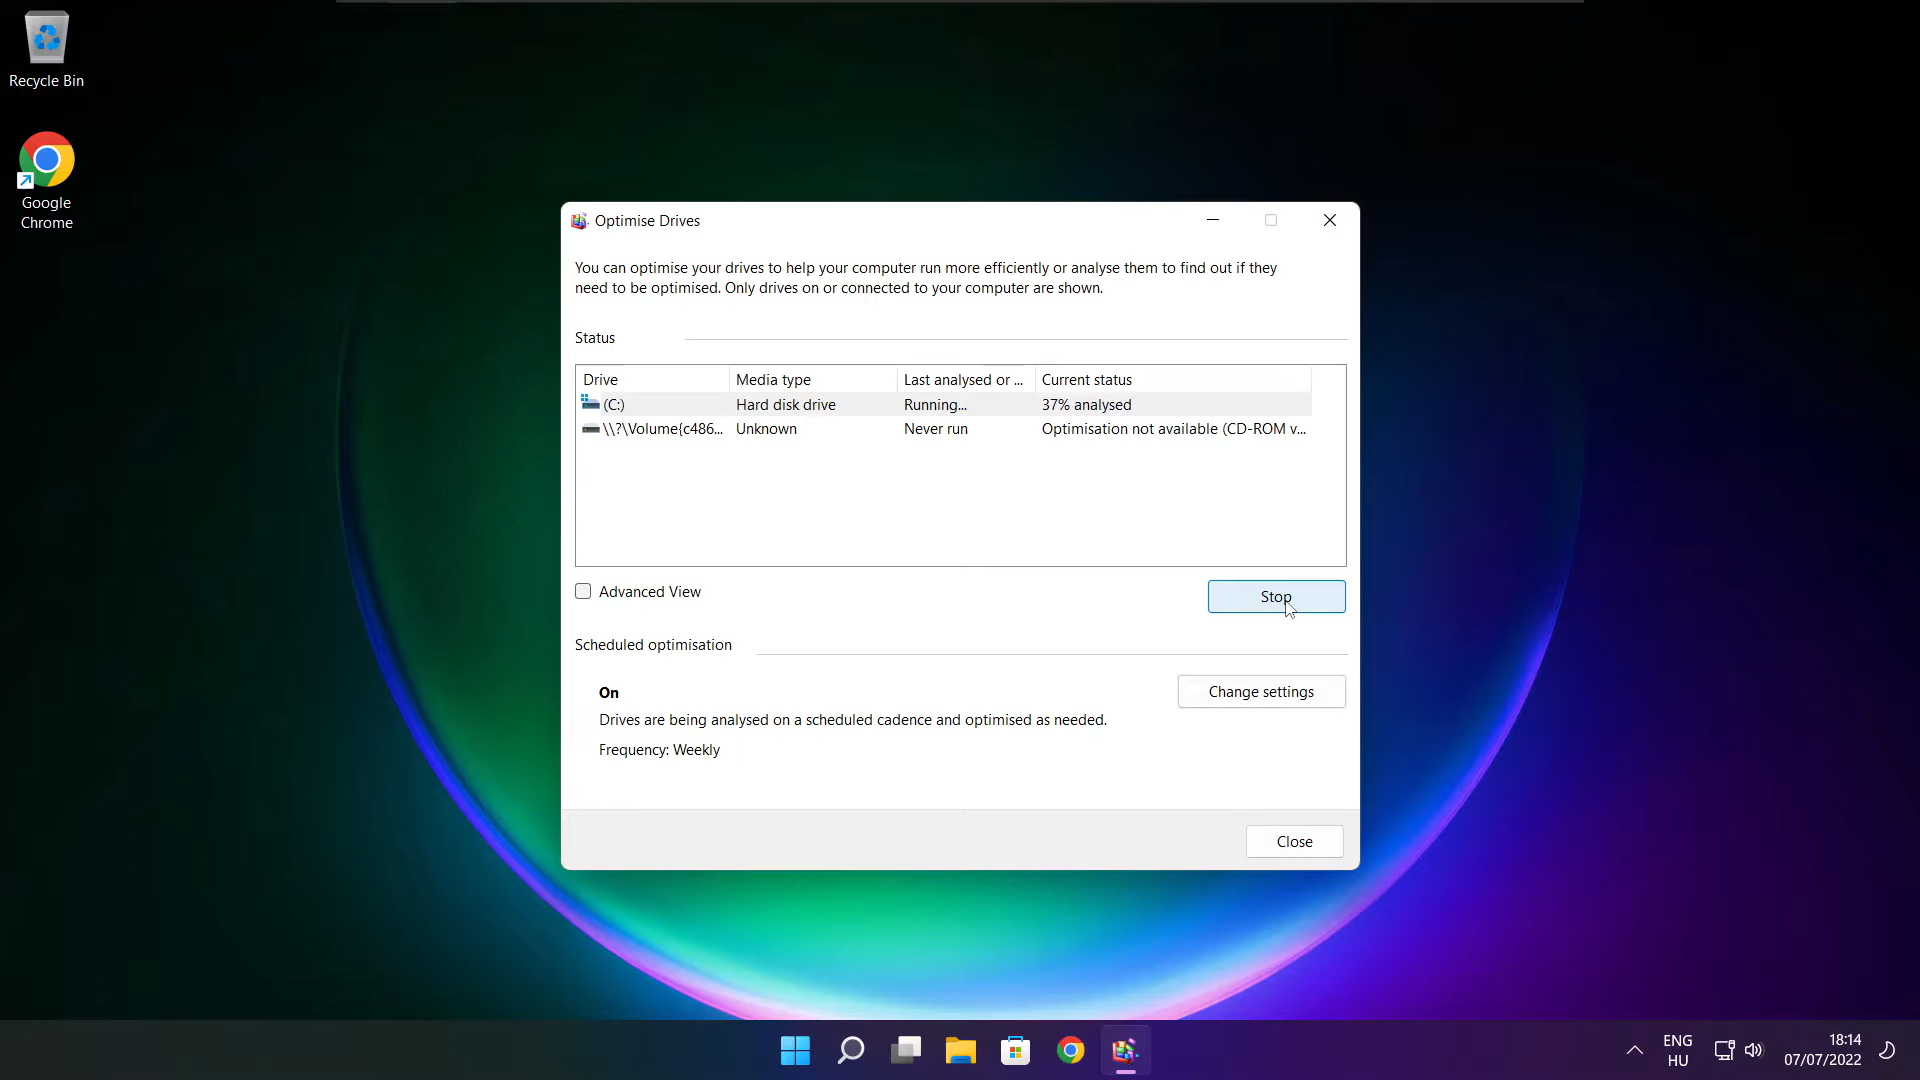 Recycle Bin
Google
Chrome
Optimise Drives
You can optimise your drives to help your computer run more efficiently or analyse them to find out if they
need to be optimised. Only drives on or connected to your computer are shown.
Status
Drive Media type Last analysed or ... Current status
(C:) Hard disk drive Running... 37% analysed
\\?\Volume{c486... Unknown Never run Optimisation not available (CD-ROM v...
Advanced View
Stop
Scheduled optimisation
On
Change settings
Drives are being analysed on a scheduled cadence and optimised as needed.
Frequency: Weekly
Close
ENG
HU
18:14
07/07/2022